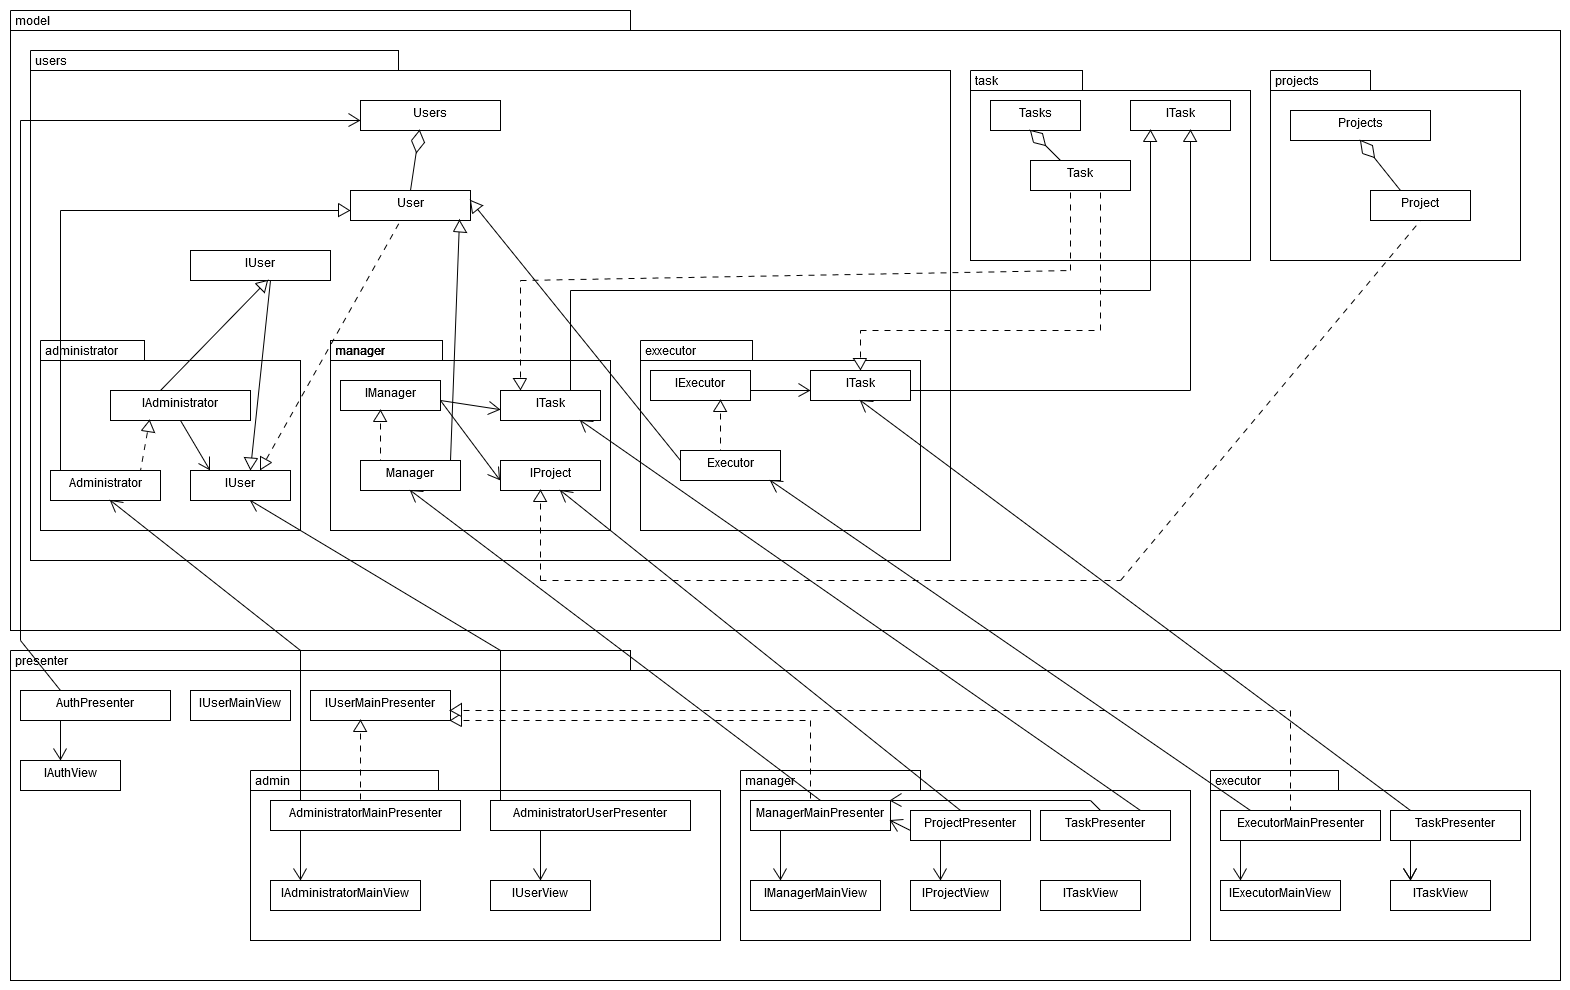 model
users
Users
User
IUser
administrator
IAdministrator
Administrator
IUser
manager
IManager
ITask
Manager
IProject
exxecutor
IExecutor
ITask
Executor
task
Tasks
ITask
Task
projects
Projects
Project
presenter
AuthPresenter
IUserMainView
IUserMainPresenter
IAuthView
admin
AdministratorMainPresenter
AdministratorUserPresenter
IAdministratorMainView
IUserView
manager
ManagerMainPresenter
ProjectPresenter
TaskPresenter
IManagerMainView
IProjectView
ITaskView
executor
ExecutorMainPresenter
TaskPresenter
IExecutorMainView
ITaskView